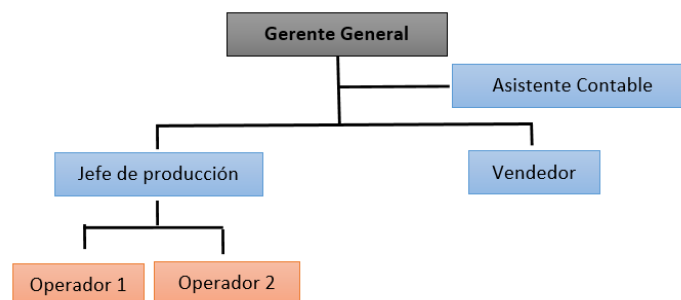 Gerente General
Asistente Contable
Jefe de producción
Vendedor
Operador 1
Operador 2